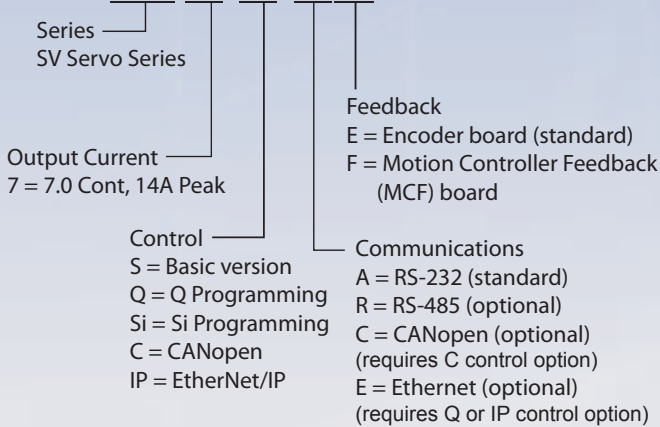 Series
SV Servo Series
Feedback
E = Encoder board (standard)
F = Motion Controller Feedback
(MCF) board
Output Current
7 = 7.0 Cont, 14A Peak
Control
S = Basic version
Q = Q Programming
Si = Si Programming
C = CANopen
IP = EtherNet/IP
Communications
A = RS-232 (standard)
R = RS-485 (optional)
C = CANopen (optional)
(requires C control option)
E = Ethernet (optional)
(requires Q or IP control option)